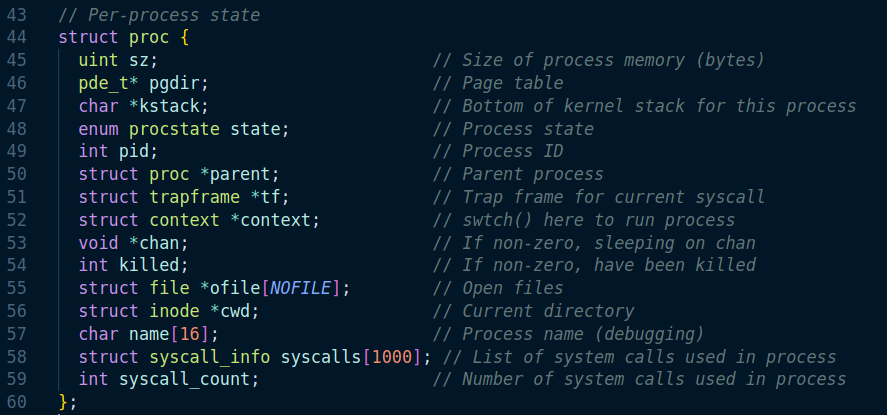 43 // Per-process state
44 struct proc {
45   uint sz;                           // Size of process memory (bytes)
46   pde_t* pgdir;                      // Page table
47   char *kstack;                      // Bottom of kernel stack for this process
48   enum procstate state;              // Process state
49   int pid;                           // Process ID
50   struct proc *parent;               // Parent process
51   struct trapframe *tf;              // Trap frame for current syscall
52   struct context *context;           // swtch() here to run process
53   void *chan;                        // If non-zero, sleeping on chan
54   int killed;                        // If non-zero, have been killed
55   struct file *ofile[NOFILE];        // Open files
56   struct inode *cwd;                 // Current directory
57   char name[16];                     // Process name (debugging)
58   struct syscall_info syscalls[1000]; // List of system calls used in process
59   int syscall_count;                 // Number of system calls used in process
60 };